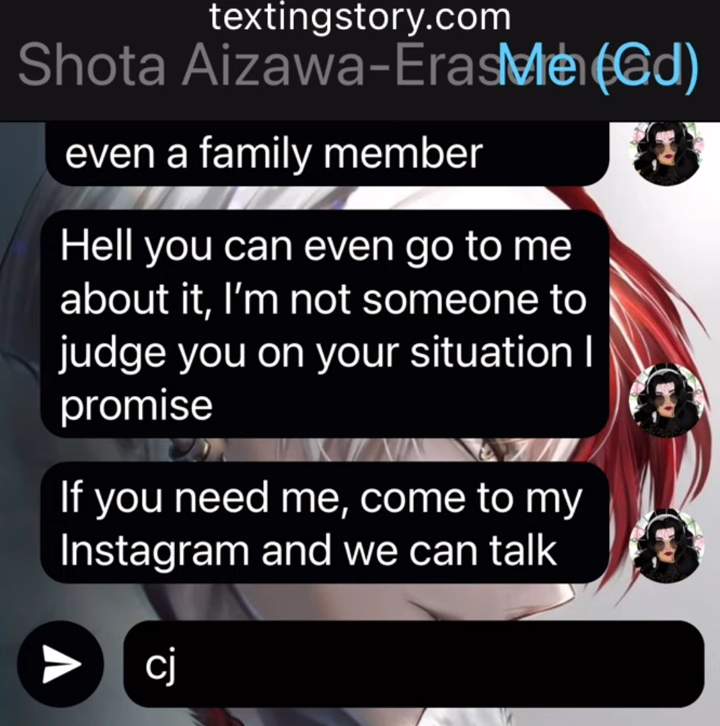 textingstory.com
Shota Aizawa-Eraserhead
Me (CJ)
even a family member
Hell you can even go to me
about it, I’m not someone to
judge you on your situation I
promise
If you need me, come to my
Instagram and we can talk
cj